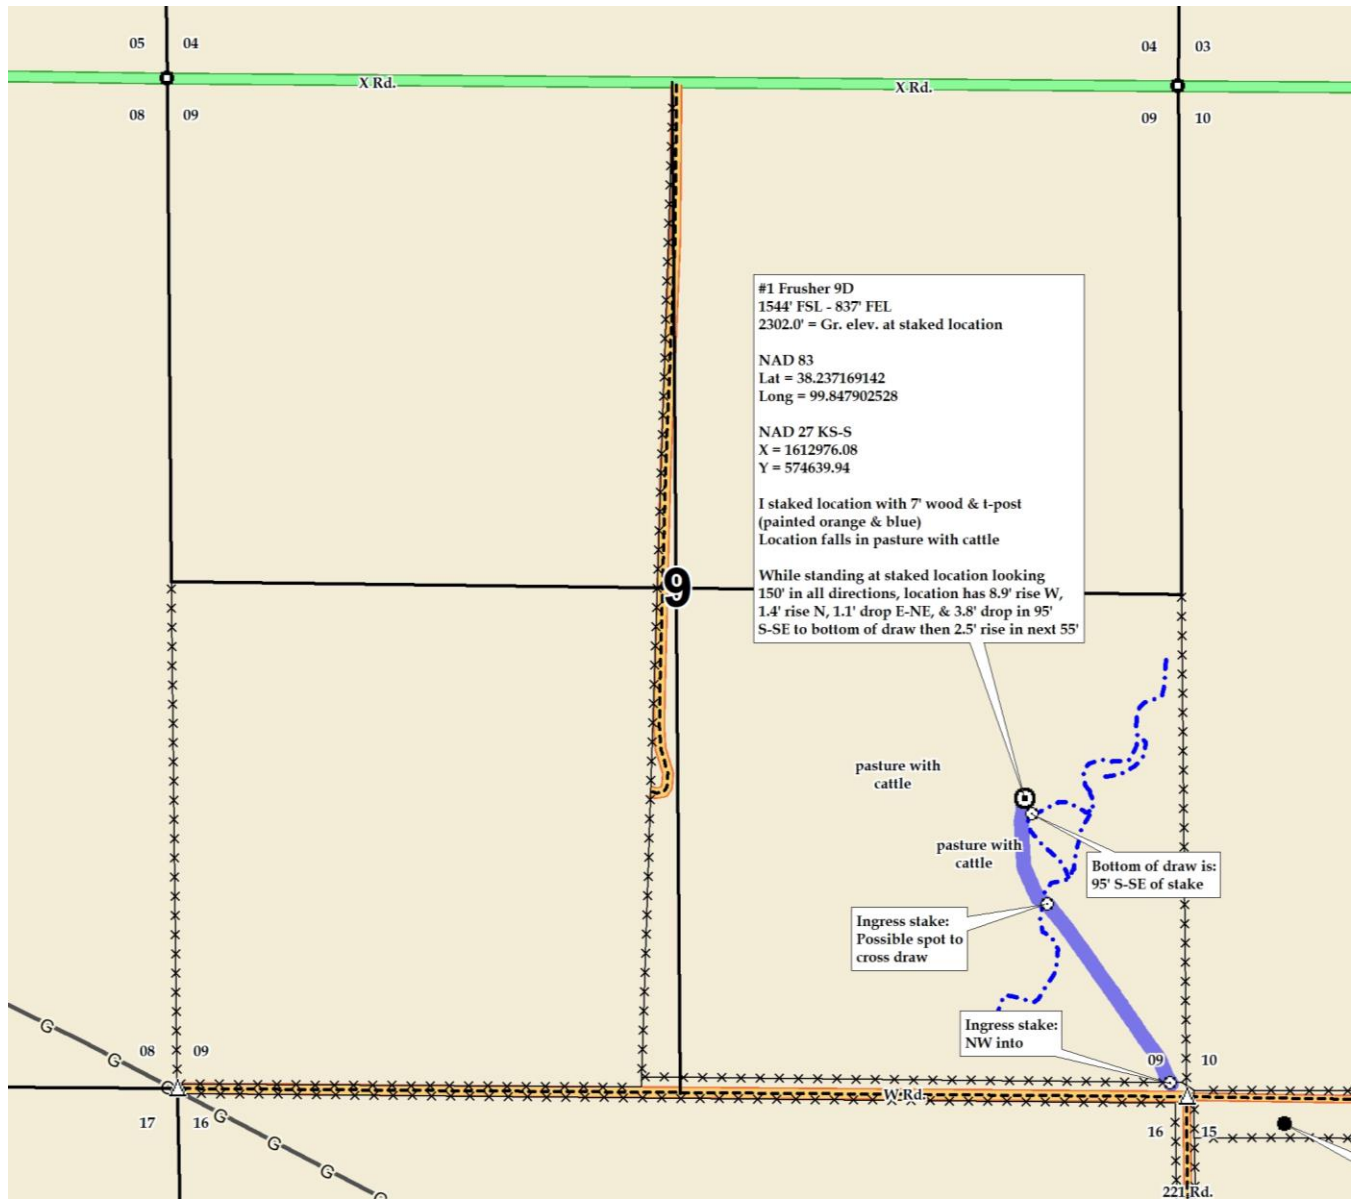 05 04
04 03
X Rd.
X Rd.
08 09
09 10
#1 Frusher 9D
1544' FSL - 837' FEL
2302.0' = Gr. elev. at staked location
NAD 83
Lat = 38.237169142
Long = 99.847902528
NAD 27 KS-S
X = 1612976.08
Y = 574639.94
I staked location with 7' wood & t-post
(painted orange & blue)
Location falls in pasture with cattle
While standing at staked location looking
150' in all directions, location has 8.9' rise W,
1.4' rise N, 1.1' drop E-NE, & 3.8' drop in 95'
S-SE to bottom of draw then 2.5' rise in next 55'
9
pasture with
cattle
pasture with
cattle
Bottom of draw is:
95' S-SE of stake
Ingress stake:
Possible spot to
cross draw
Ingress stake:
NW into
08 09
09 10
G
G
G
W Rd.
17 16
16 15
G
G
G
G
221 Rd.